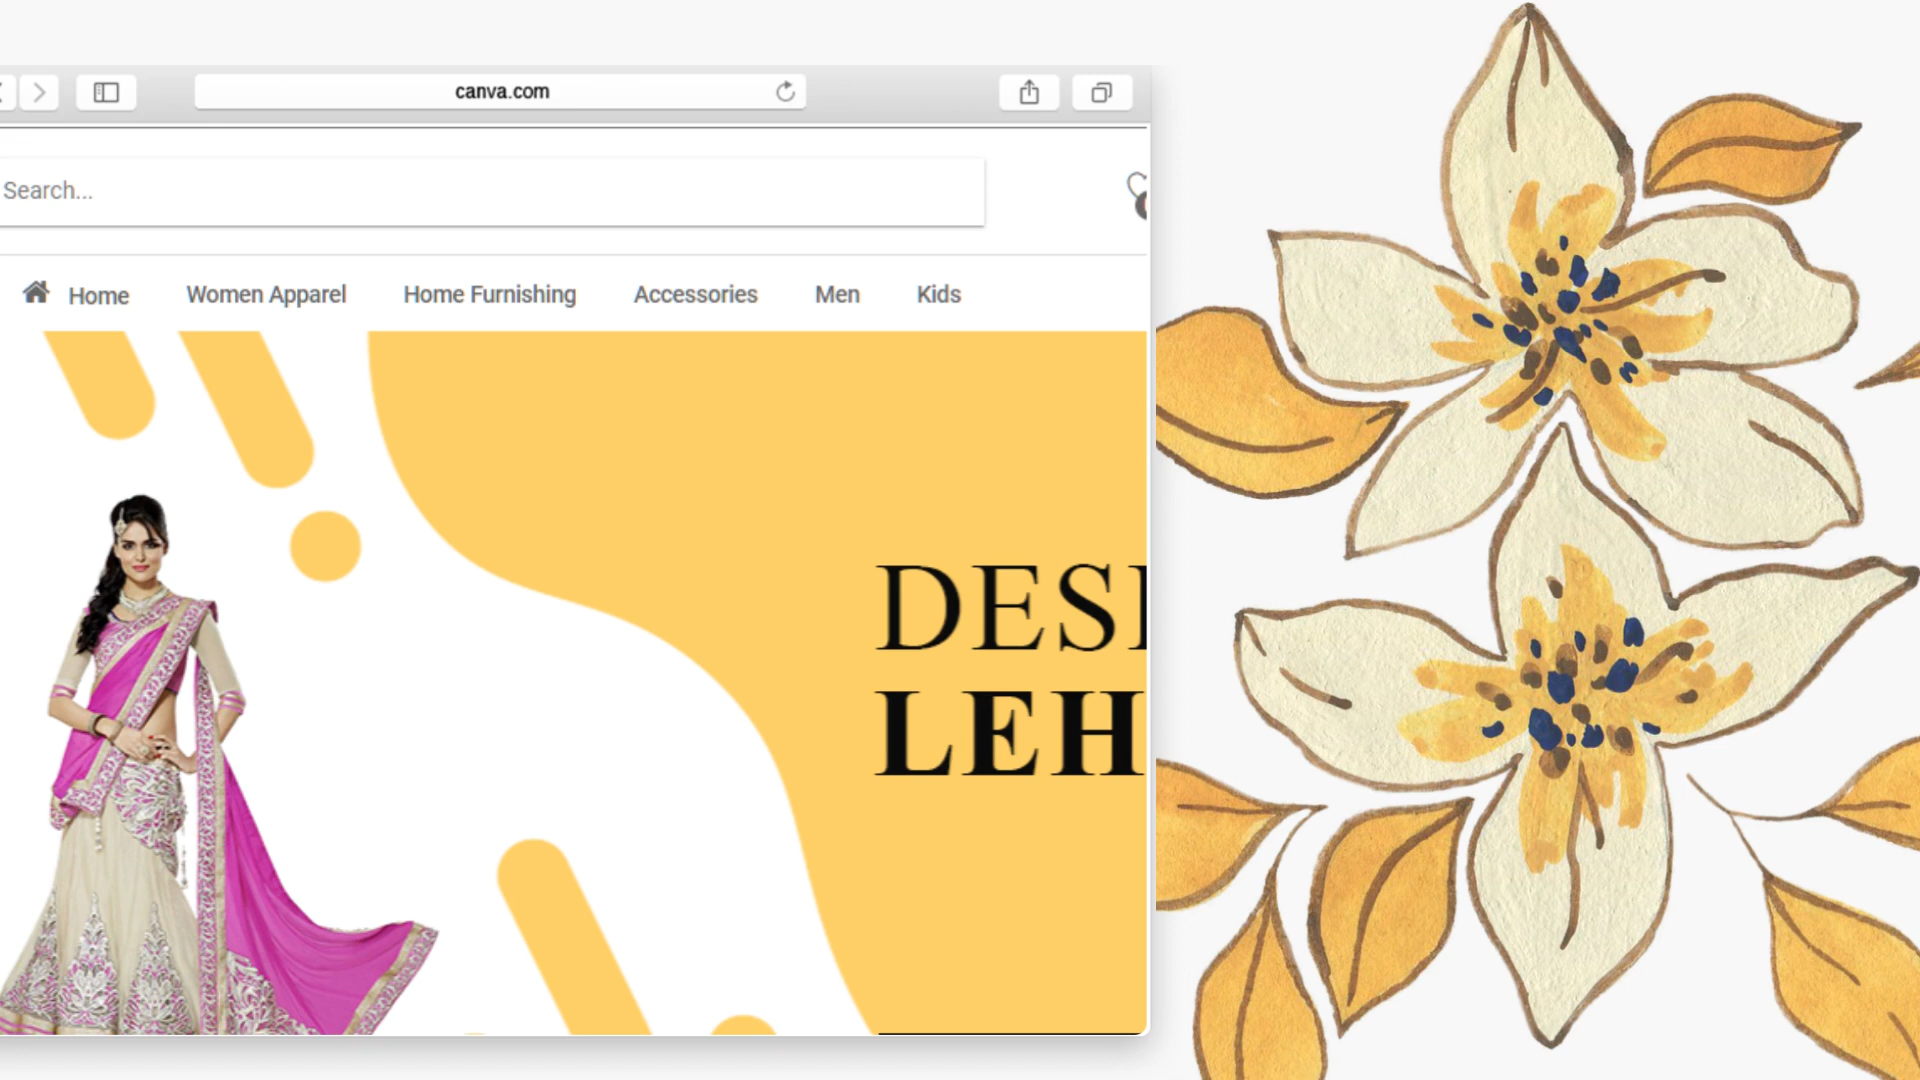 canva.com
Search...
Home Women Apparel Home Furnishing Accessories Men Kids
DESI
LEH